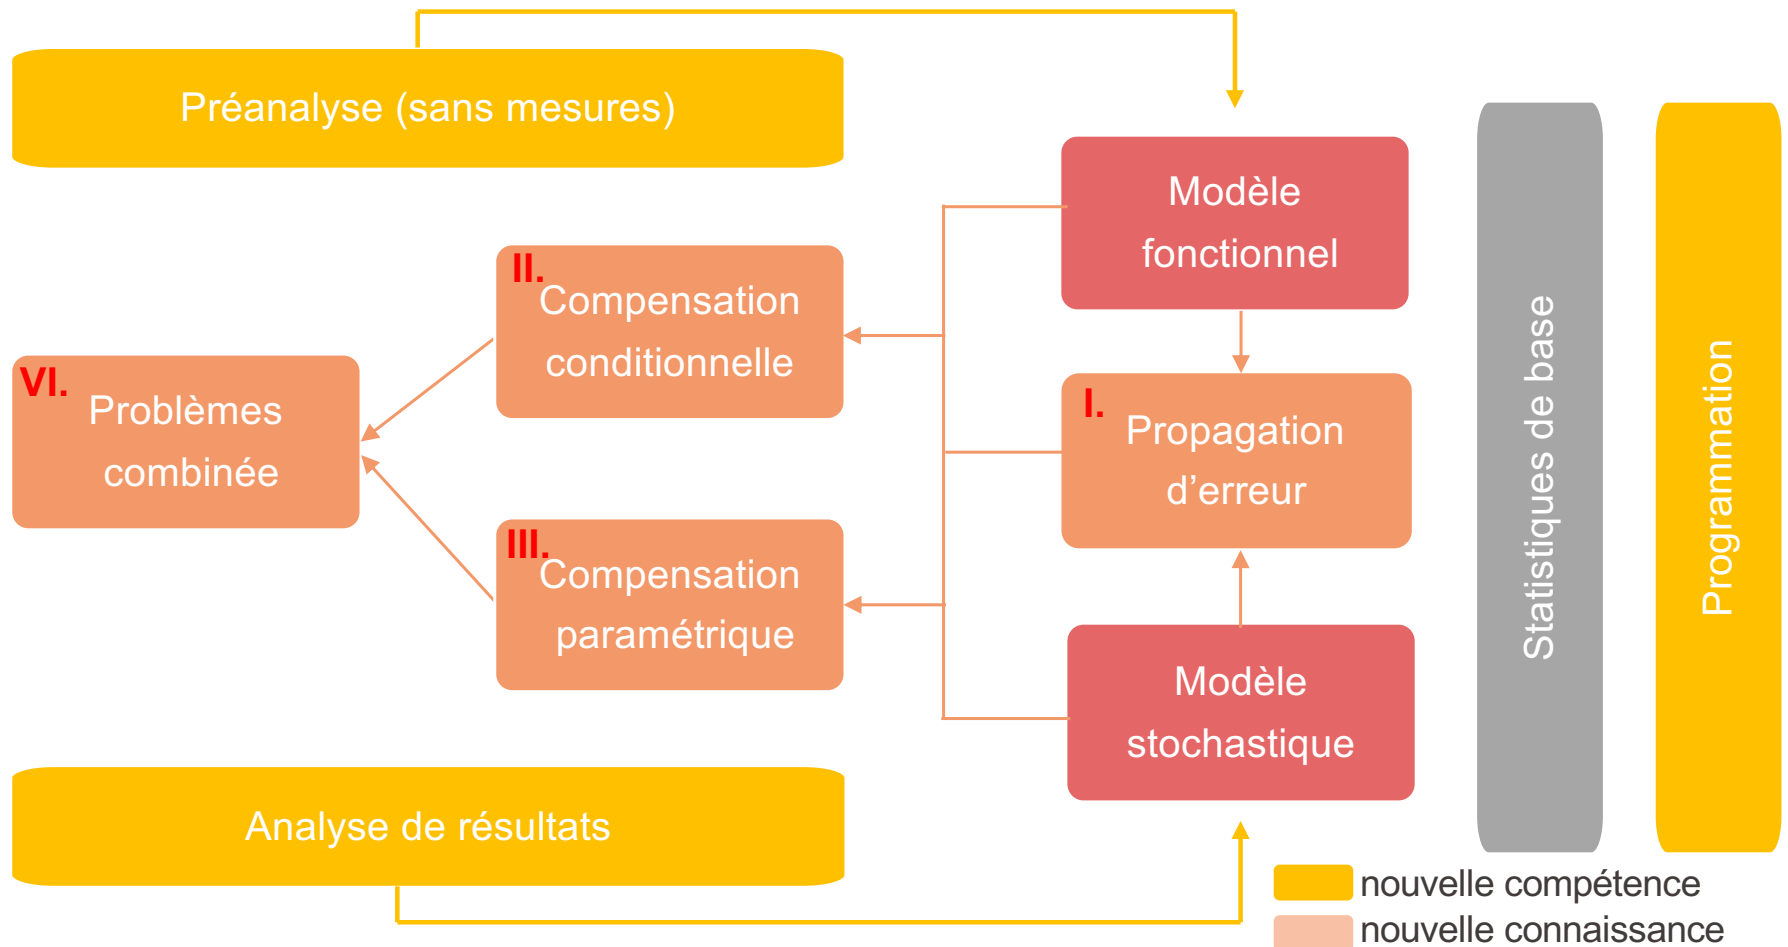 Préanalyse (sans mesures)
Modèle
fonctionnel
II.
Compensation
conditionnelle
VI.
Problèmes
combinée
I.
Propagation
d’erreur
III.
Compensation
paramétrique
Modèle
stochastique
Analyse de résultats
Statistiques de base
Programmation
nouvelle compétence
nouvelle connaissance